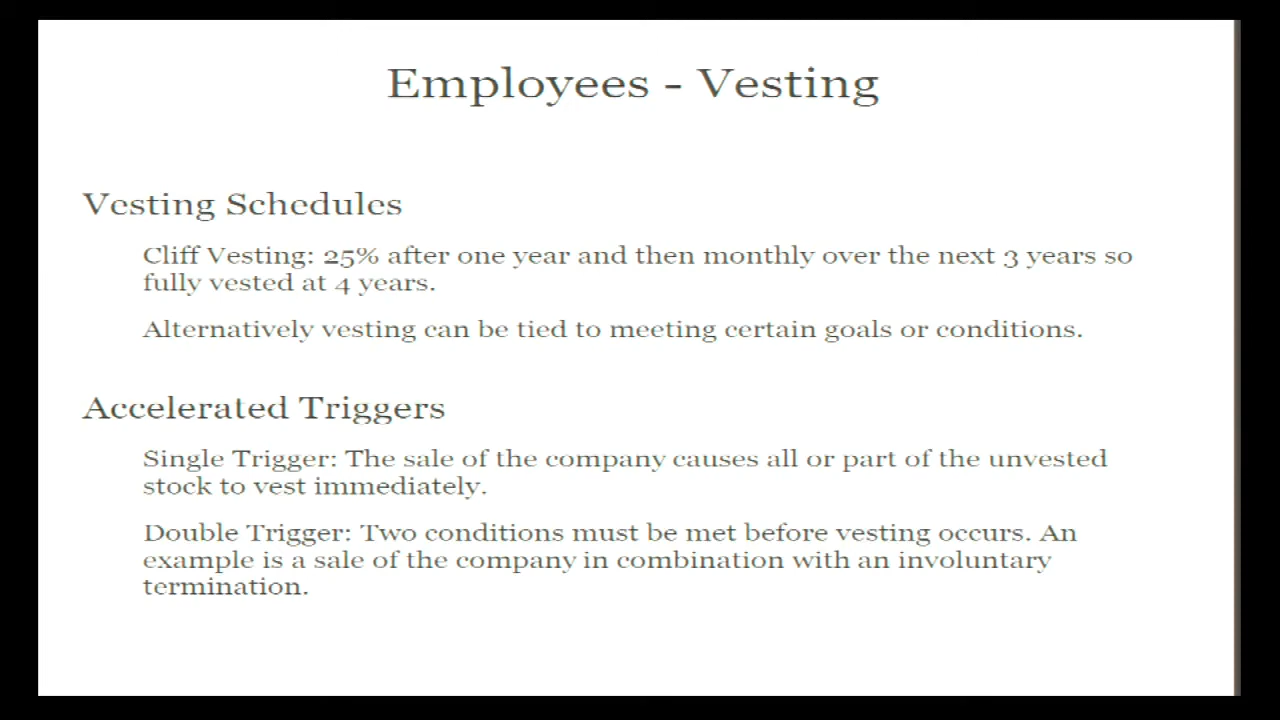 Employees - Vesting
Vesting Schedules
Cliff Vesting: 25% after one year and then monthly over the next 3 years so
fully vested at 4 years.
Alternatively vesting can be tied to meeting certain goals or conditions.
Accelerated Triggers
Single Trigger: The sale of the company causes all or part of the unvested
stock to vest immediately.
Double Trigger: Two conditions must be met before vesting occurs. An
example is a sale of the company in combination with an involuntary
termination.